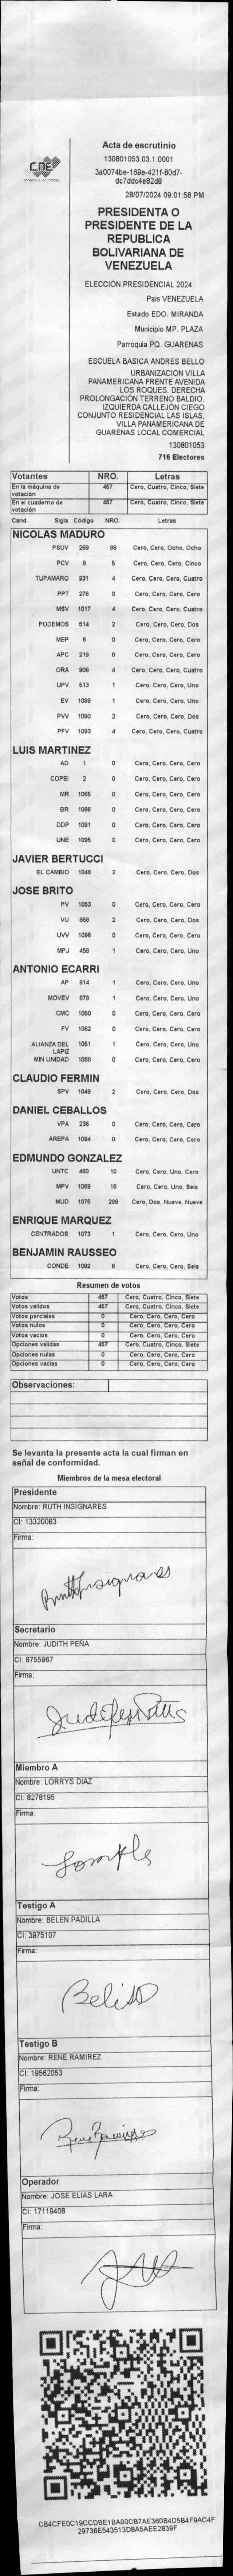 CNE
Acta de escrutinio
130801053.03.1.0001
3a0074be-169e-421f-80d7-
dc7ddc4e82d8
28/07/2024 09:01:58 PM
PRESIDENTA O
PRESIDENTE DE LA
REPUBLICA
BOLIVARIANA DE
VENEZUELA
ELECCIÓN PRESIDENCIAL 2024
País VENEZUELA
Estado EDO. MIRANDA
Municipio MP. PLAZA
Parroquia PQ. GUARENAS
ESCUELA BASICA ANDRES BELLO
URBANIZACION VILLA
PANAMERICANA FRENTE AVENIDA
LOS ROQUES. DERECHA
PROLONGACIÓN TERRENO BALDIO.
IZQUIERDA CALLEJÓN CIEGO
CONJUNTO RESIDENCIAL LAS ISLAS,
VILLA PANAMERICANA DE
GUARENAS LOCAL COMERCIAL
130801053
716 Electores
Votantes NRO. Letras
En la máquina de votación 457 Cero, Cuatro, Cinco, Siete
En el cuaderno de votación 457 Cero, Cuatro, Cinco, Siete
Cand. Sigla Código NRO. Letras
NICOLAS MADURO
PSUV 269 88 Cero, Cero, Ocho, Ocho
PCV 9 5 Cero, Cero, Cero, Cinco
TUPAMARO 931 4 Cero, Cero, Cero, Cuatro
PPT 276 0 Cero, Cero, Cero, Cero
MSV 1017 4 Cero, Cero, Cero, Cuatro
PODEMOS 514 2 Cero, Cero, Cero, Dos
MEP 6 0 Cero, Cero, Cero, Cero
APC 219 0 Cero, Cero, Cero, Cero
ORA 906 4 Cero, Cero, Cero, Cuatro
UPV 513 1 Cero, Cero, Cero, Uno
EV 1089 1 Cero, Cero, Cero, Uno
PVV 1090 2 Cero, Cero, Cero, Dos
PFV 1093 4 Cero, Cero, Cero, Cuatro
LUIS MARTINEZ
AD 1 0 Cero, Cero, Cero, Cero
COPEI 2 0 Cero, Cero, Cero, Cero
MR 1065 0 Cero, Cero, Cero, Cero
BR 1066 0 Cero, Cero, Cero, Cero
DDP 1091 0 Cero, Cero, Cero, Cero
UNE 1095 0 Cero, Cero, Cero, Cero
JAVIER BERTUCCI
EL CAMBIO 1048 2 Cero, Cero, Cero, Dos
JOSE BRITO
PV 1053 0 Cero, Cero, Cero, Cero
VU 868 2 Cero, Cero, Cero, Dos
UVV 1096 0 Cero, Cero, Cero, Cero
MPJ 458 1 Cero, Cero, Cero, Uno
ANTONIO ECARRI
AP 814 1 Cero, Cero, Cero, Uno
MOVEV 879 1 Cero, Cero, Cero, Uno
CMC 1050 0 Cero, Cero, Cero, Cero
FV 1062 0 Cero, Cero, Cero, Cero
ALIANZA DEL LAPIZ 1051 1 Cero, Cero, Cero, Uno
MIN UNIDAD 1069 0 Cero, Cero, Cero, Cero
CLAUDIO FERMIN
SPV 1049 2 Cero, Cero, Cero, Dos
DANIEL CEBALLOS
VPA 236 0 Cero, Cero, Cero, Cero
AREPA 1094 0 Cero, Cero, Cero, Cero
EDMUNDO GONZALEZ
UNTC 460 10 Cero, Cero, Uno, Cero
MPV 1069 16 Cero, Cero, Uno, Seis
MUD 1075 299 Cero, Dos, Nueve, Nueve
ENRIQUE MARQUEZ
CENTRADOS 1073 1 Cero, Cero, Cero, Uno
BENJAMIN RAUSSEO
CONDE 1092 6 Cero, Cero, Cero, Seis
Resumen de votos
Votos 457 Cero, Cuatro, Cinco, Siete
Votos validos 457 Cero, Cuatro, Cinco, Siete
Votos parciales 0 Cero, Cero, Cero, Cero
Votos nulos 0 Cero, Cero, Cero, Cero
Votos vacios 0 Cero, Cero, Cero, Cero
Opciones válidas 457 Cero, Cuatro, Cinco, Siete
Opciones nulas 0 Cero, Cero, Cero, Cero
Opciones vacías 0 Cero, Cero, Cero, Cero
Observaciones:
Se levanta la presente acta la cual firman en
señal de conformidad.
Miembros de la mesa electoral
Presidente
Nombre: RUTH INSIGNARES
CI: 13320083
Firma:
Secretario
Nombre: JUDITH PEÑA
CI: 8755967
Firma:
Miembro A
Nombre: LORRYS DIAZ
CI: 8278195
Firma:
Testigo A
Nombre: BELEN PADILLA
CI: 3975107
Firma:
Testigo B
Nombre: RENE RAMIREZ
CI: 19562053
Firma:
Operador
Nombre: JOSE ELIAS LARA
CI: 17119408
Firma:
CB4CFE0C19CCDBE1BA00CB7AE360B4D5B4F9AC4F
29736E543513D8A5AEE2839F